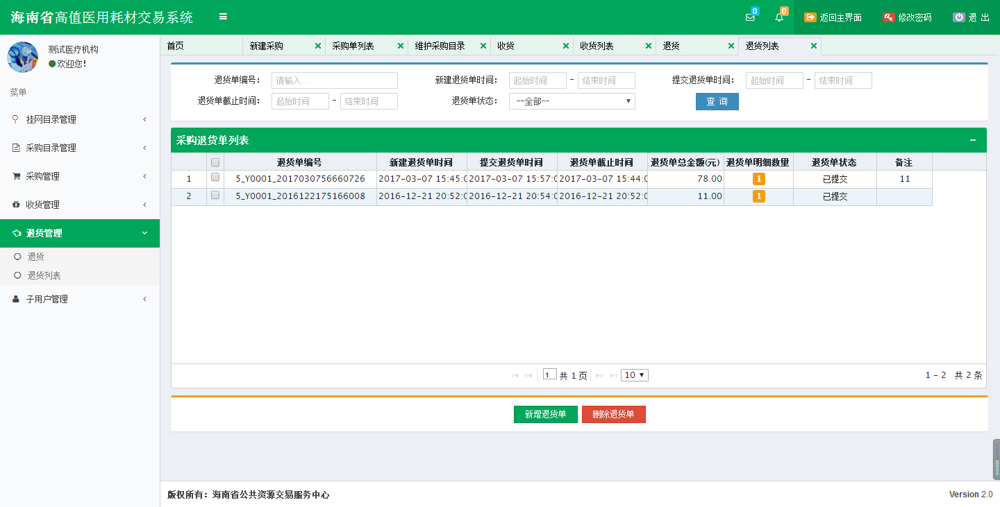 海南省高值医用耗材交易系统
0
0
返回主界面
修改密码
退 出
测试医疗机构
欢迎您!
菜单
挂网目录管理
采购目录管理
采购管理
收货管理
退货管理
退货
退货列表
子用户管理
首页
新建采购
采购单列表
维护采购目录
收货
收货列表
退货
退货列表
退货单编号: 请输入... 新建退货单时间: 起始时间 - 结束时间 提交退货单时间: 起始时间 - 结束时间
退货单截止时间: 起始时间 - 结束时间 退货单状态: --全部-- 查 询
采购退货单列表
退货单编号 新建退货单时间 提交退货单时间 退货单截止时间 退货单总金额(元) 退货单明细数量 退货单状态 备注
1 5_Y0001_2017030756660726 2017-03-07 15:45:0 2017-03-07 15:57:0 2017-03-07 15:44:0 78.00 1 已提交 11
2 5_Y0001_2016122175166008 2016-12-21 20:52:0 2016-12-21 20:54:0 2016-12-21 20:52:0 11.00 1 已提交
1 共 1 页 10 1 - 2 共 2 条
新增退货单 删除退货单
版权所有：海南省公共资源交易服务中心
Version 2.0